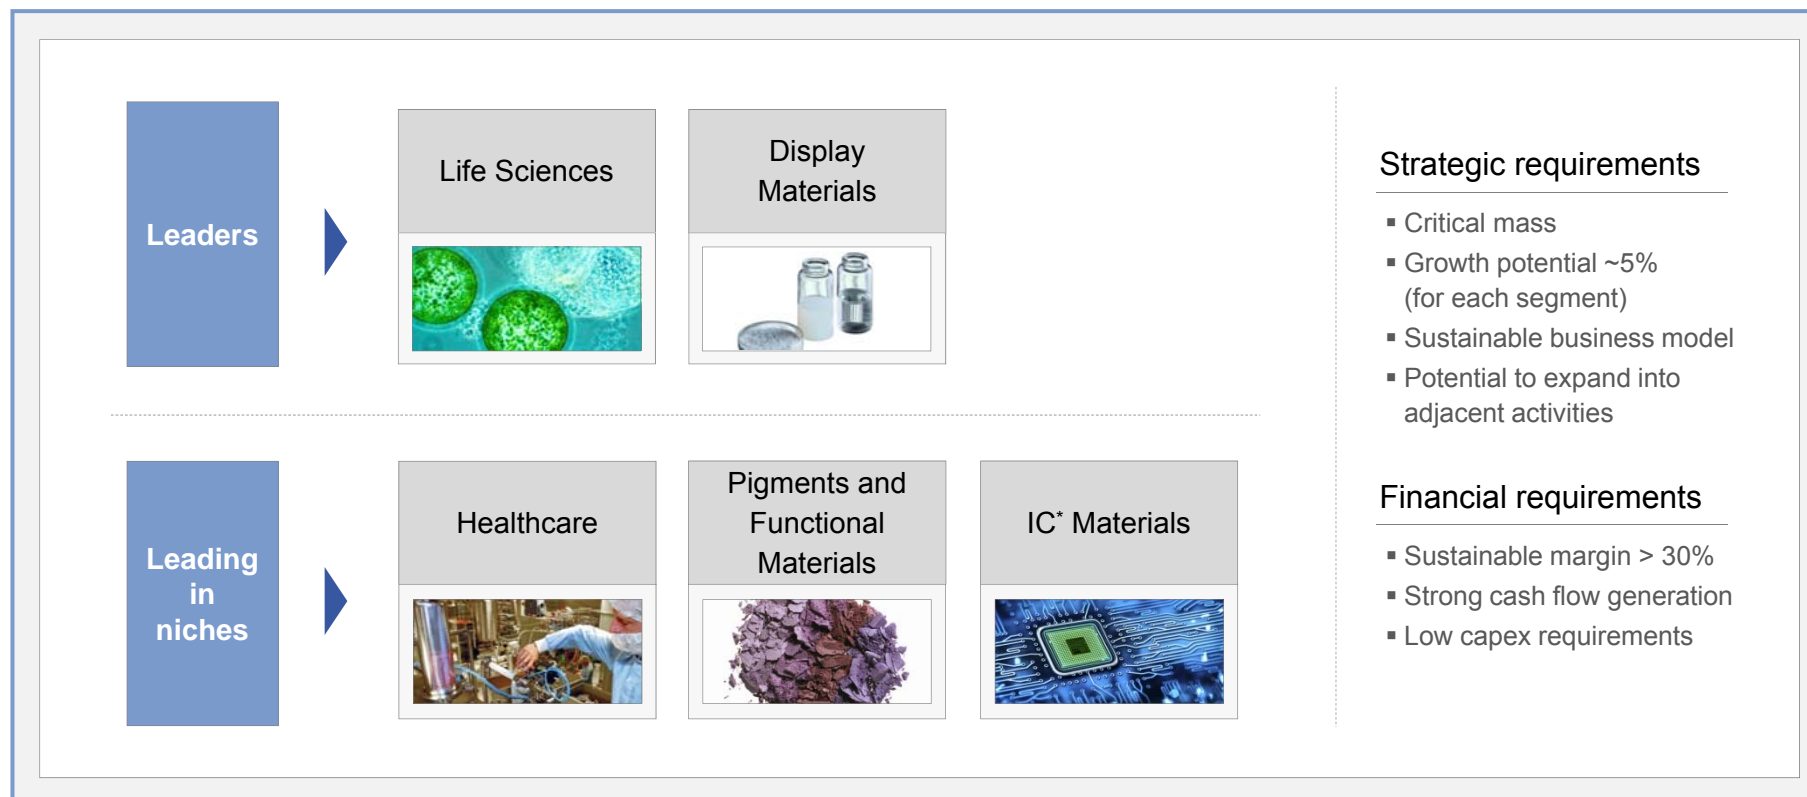 Leaders
Life Sciences
Display
Materials
Leading
in
niches
Healthcare
Pigments and
Functional
Materials
IC* Materials
Strategic requirements
▪ Critical mass
▪ Growth potential ~5%
(for each segment)
▪ Sustainable business model
▪ Potential to expand into
adjacent activities
Financial requirements
▪ Sustainable margin > 30%
▪ Strong cash flow generation
▪ Low capex requirements